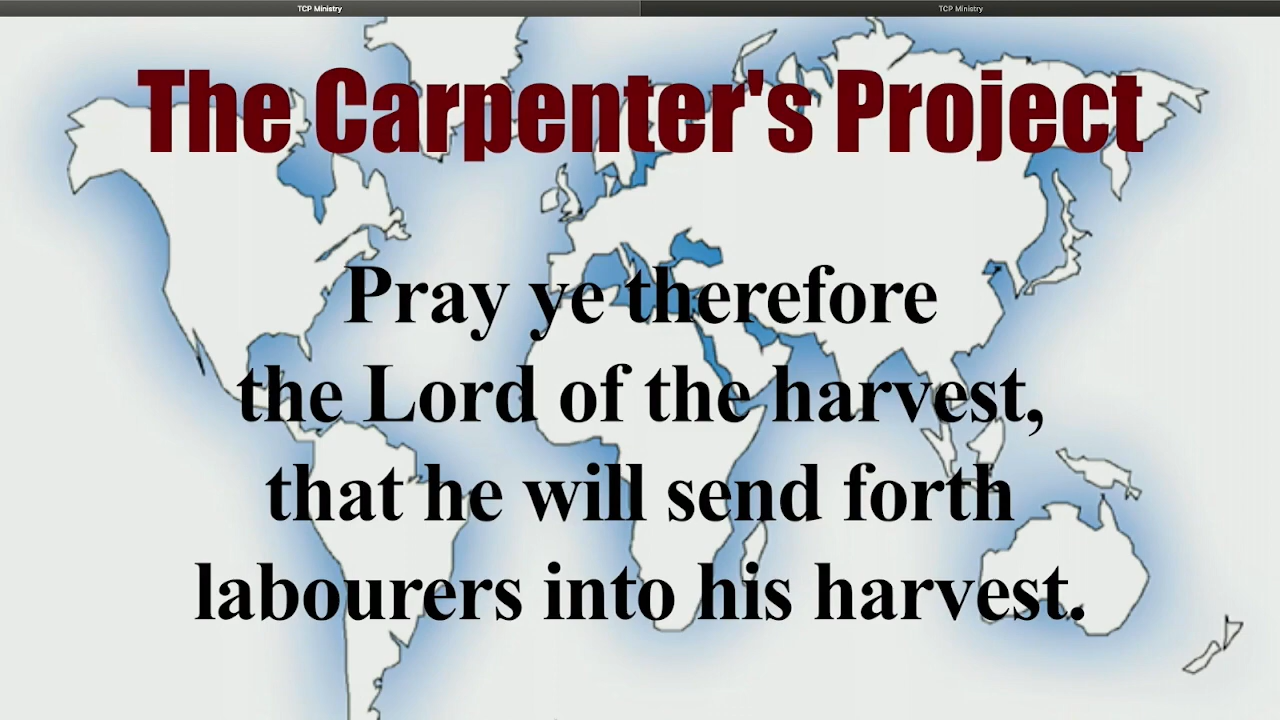 TCP Ministry
TCP Ministry
The Carpenter's Project
Pray ye therefore
the Lord of the harvest,
that he will send forth
labourers into his harvest.